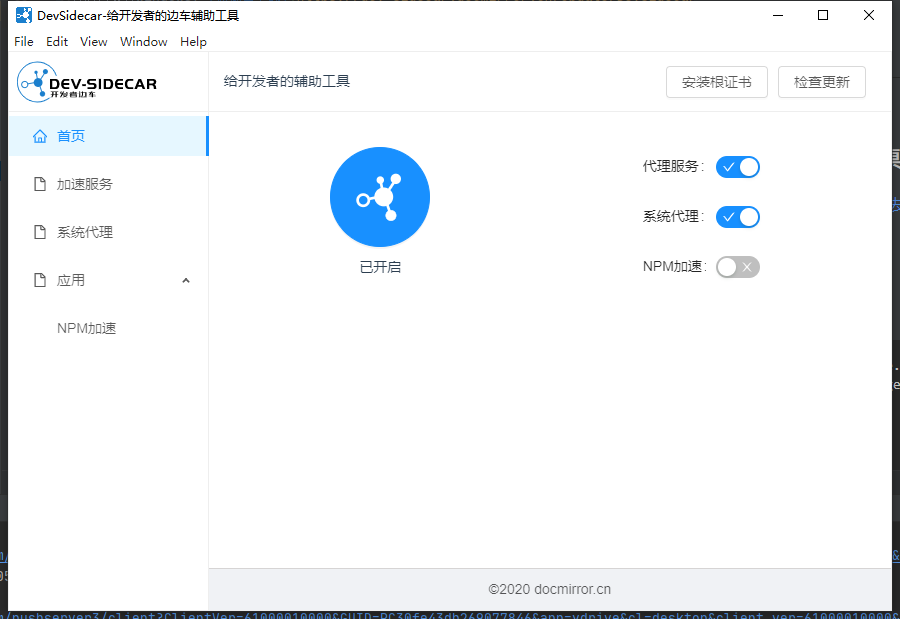 DevSidecar-给开发者的边车辅助工具
File Edit View Window Help
DEV-SIDECAR
开发者边车
给开发者的辅助工具
安装根证书
检查更新
首页
加速服务
系统代理
应用
NPM加速
已开启
代理服务:
系统代理:
NPM加速:
©2020 docmirror.cn